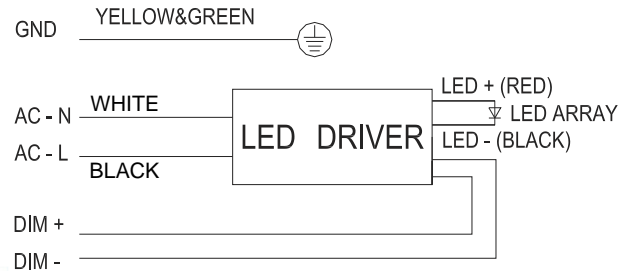 YELLOW&GREEN
GND
LED + (RED)
WHITE
AC - N
LED ARRAY
LED DRIVER
LED - (BLACK)
AC - L
BLACK
DIM +
DIM -